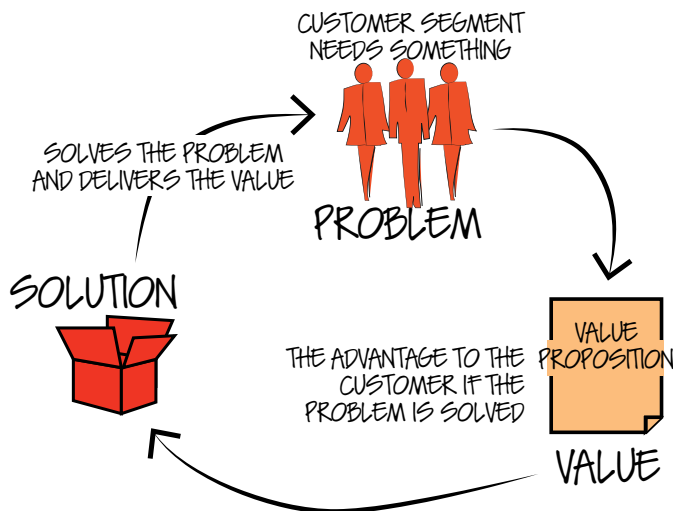 CUSTOMER SEGMENT
NEEDS SOMETHING
SOLVES THE PROBLEM
AND DELIVERS THE VALUE
PROBLEM
SOLUTION
THE ADVANTAGE TO THE
CUSTOMER IF THE
PROBLEM IS SOLVED
VALUE
PROPOSITION
VALUE